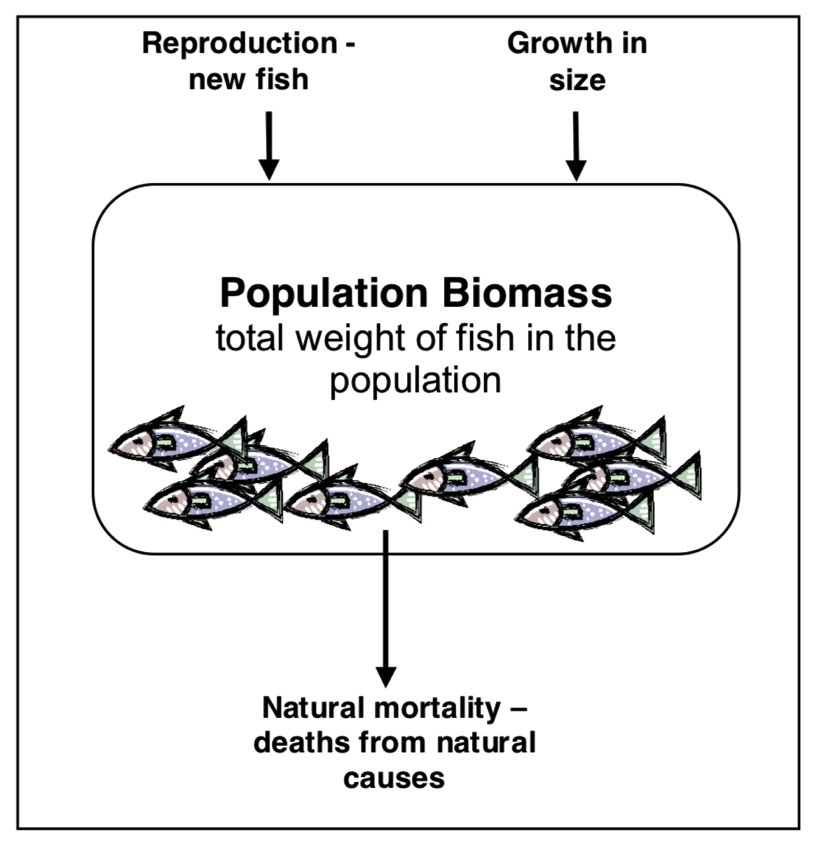 Reproduction -
new fish
Growth in
size
Population Biomass
total weight of fish in the
population
Natural mortality –
deaths from natural
causes